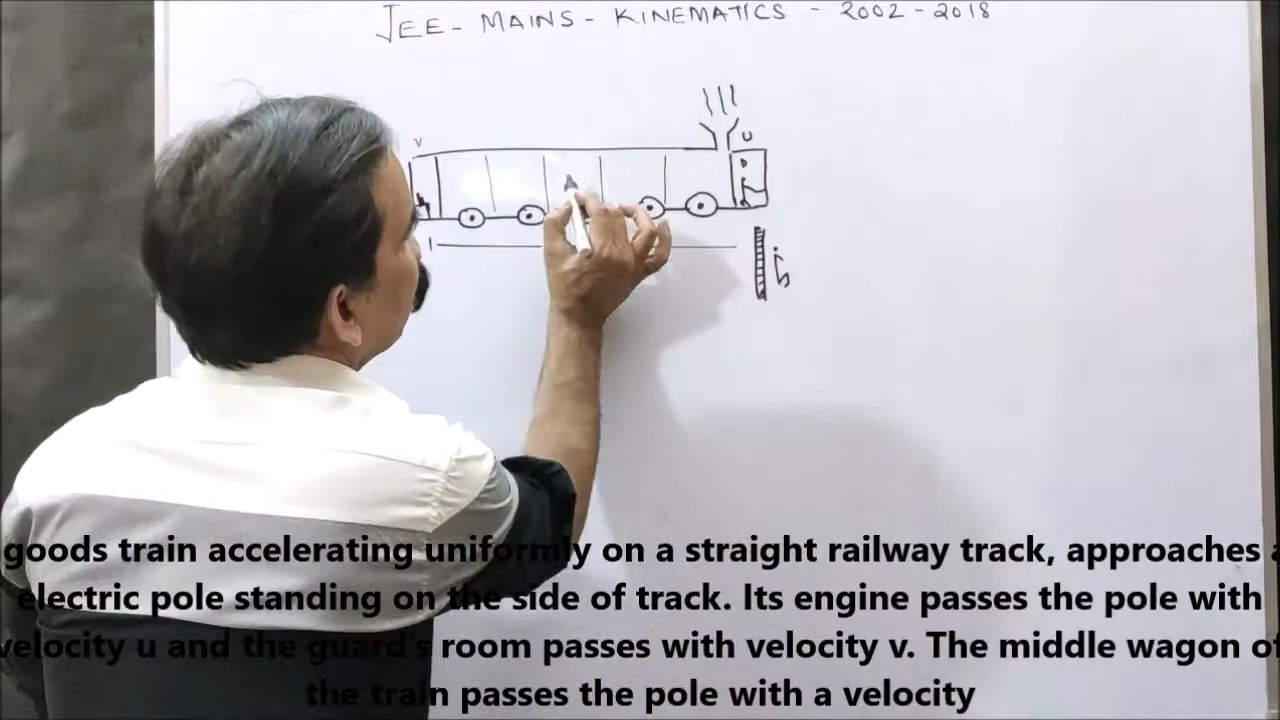 JEE - MAINS - KINEMATICS - 2002 - 2018
V
U
goods train accelerating uniformly on a straight railway track, approaches a
electric pole standing on the side of track. Its engine passes the pole with
velocity u and the guard's room passes with velocity v. The middle wagon of
the train passes the pole with a velocity